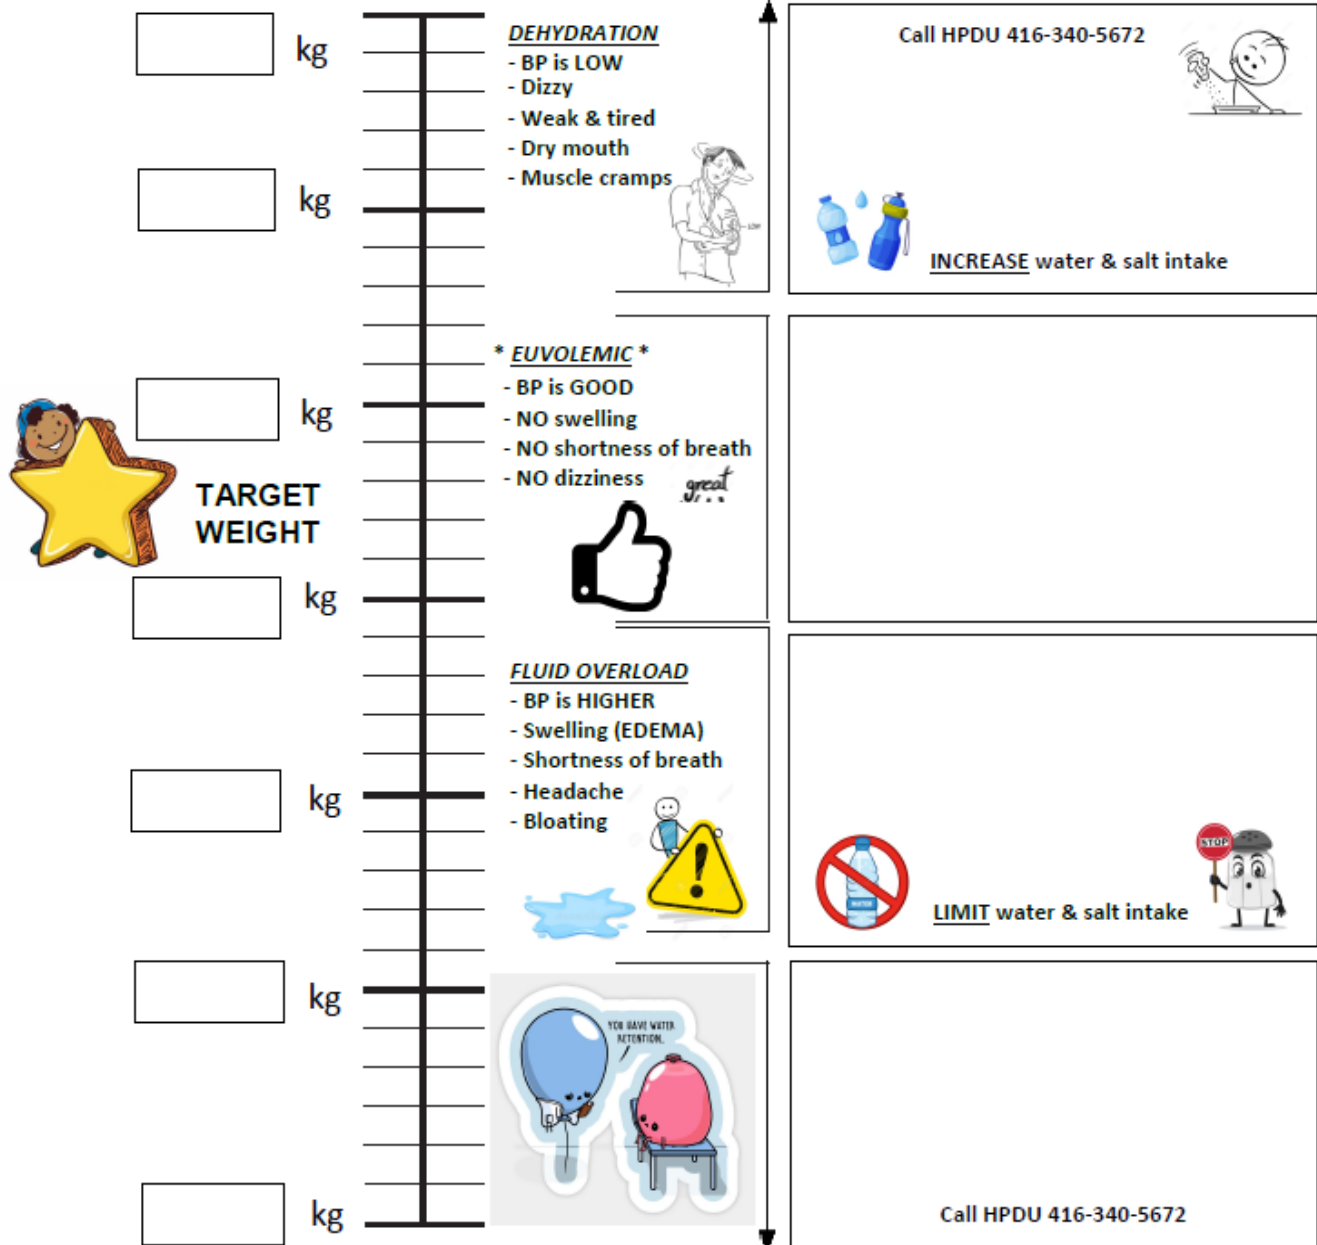 kg
kg
kg
TARGET
WEIGHT
kg
kg
kg
kg
DEHYDRATION
- BP is LOW
- Dizzy
- Weak & tired
- Dry mouth
- Muscle cramps
LOW
Call HPDU 416-340-5672
INCREASE water & salt intake
* EUVOLEMIC *
- BP is GOOD
- NO swelling
- NO shortness of breath
- NO dizziness
great
FLUID OVERLOAD
- BP is HIGHER
- Swelling (EDEMA)
- Shortness of breath
- Headache
- Bloating
WATER
STOP
LIMIT water & salt intake
YOU HAVE WATER
RETENTION.
Call HPDU 416-340-5672